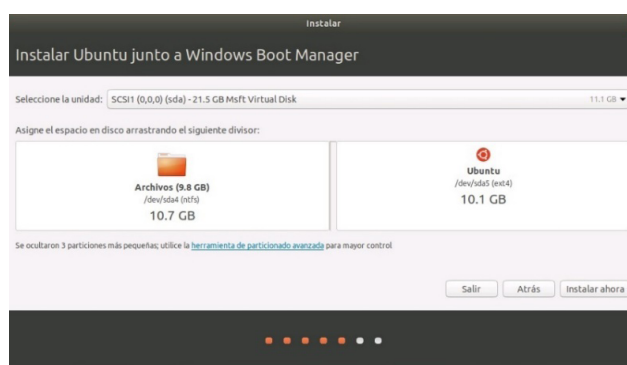 Instalar
Instalar Ubuntu junto a Windows Boot Manager
Seleccione la unidad: SCSI1 (0,0,0) (sda) - 21.5 GB Msft Virtual Disk 11.1 GB
Asigne el espacio en disco arrastrando el siguiente divisor:
Archivos (9.8 GB)
/dev/sda4 (ntfs)
10.7 GB
Ubuntu
/dev/sda5 (ext4)
10.1 GB
Se ocultaron 3 particiones más pequeñas; utilice la herramienta de particionado avanzada para mayor control
Salir Atrás Instalar ahora